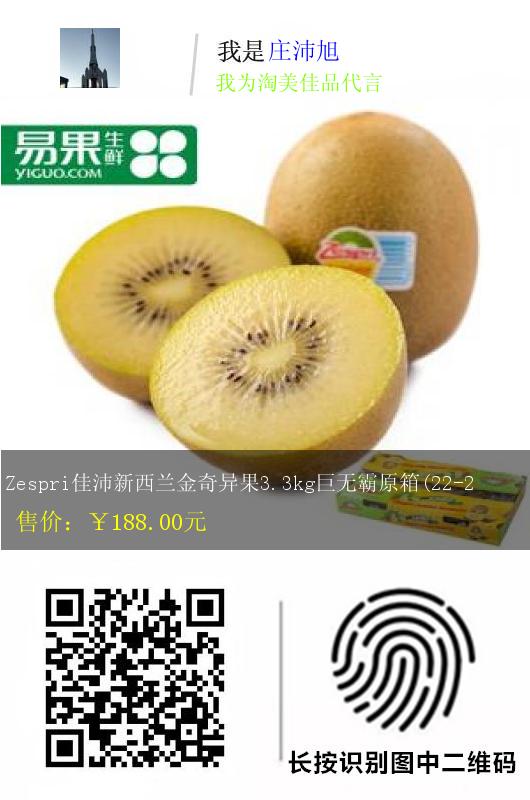 我是 庄沛旭
我为淘美佳品代言
易果生鲜
YIGUO.COM
Zespri
Zespri佳沛新西兰金奇异果3.3kg巨无霸原箱(22-2
售价：￥188.00元
长按识别图中二维码